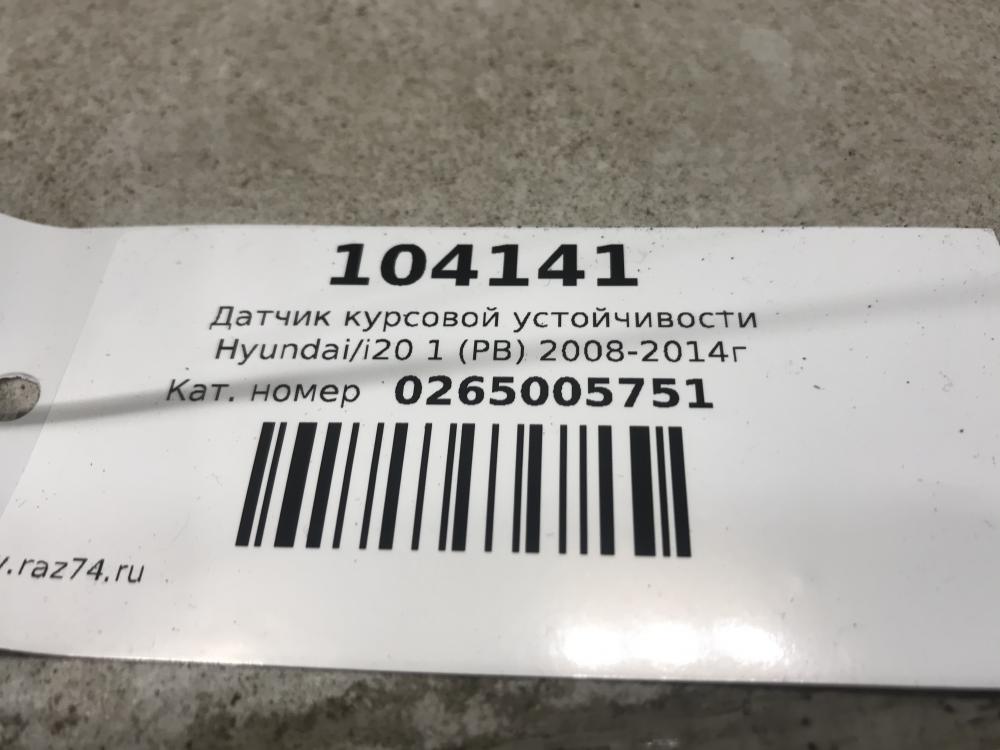 104141
Датчик курсовой устойчивости
Hyundai/i20 1 (PB) 2008-2014г
Кат. номер 0265005751
.raz74.ru